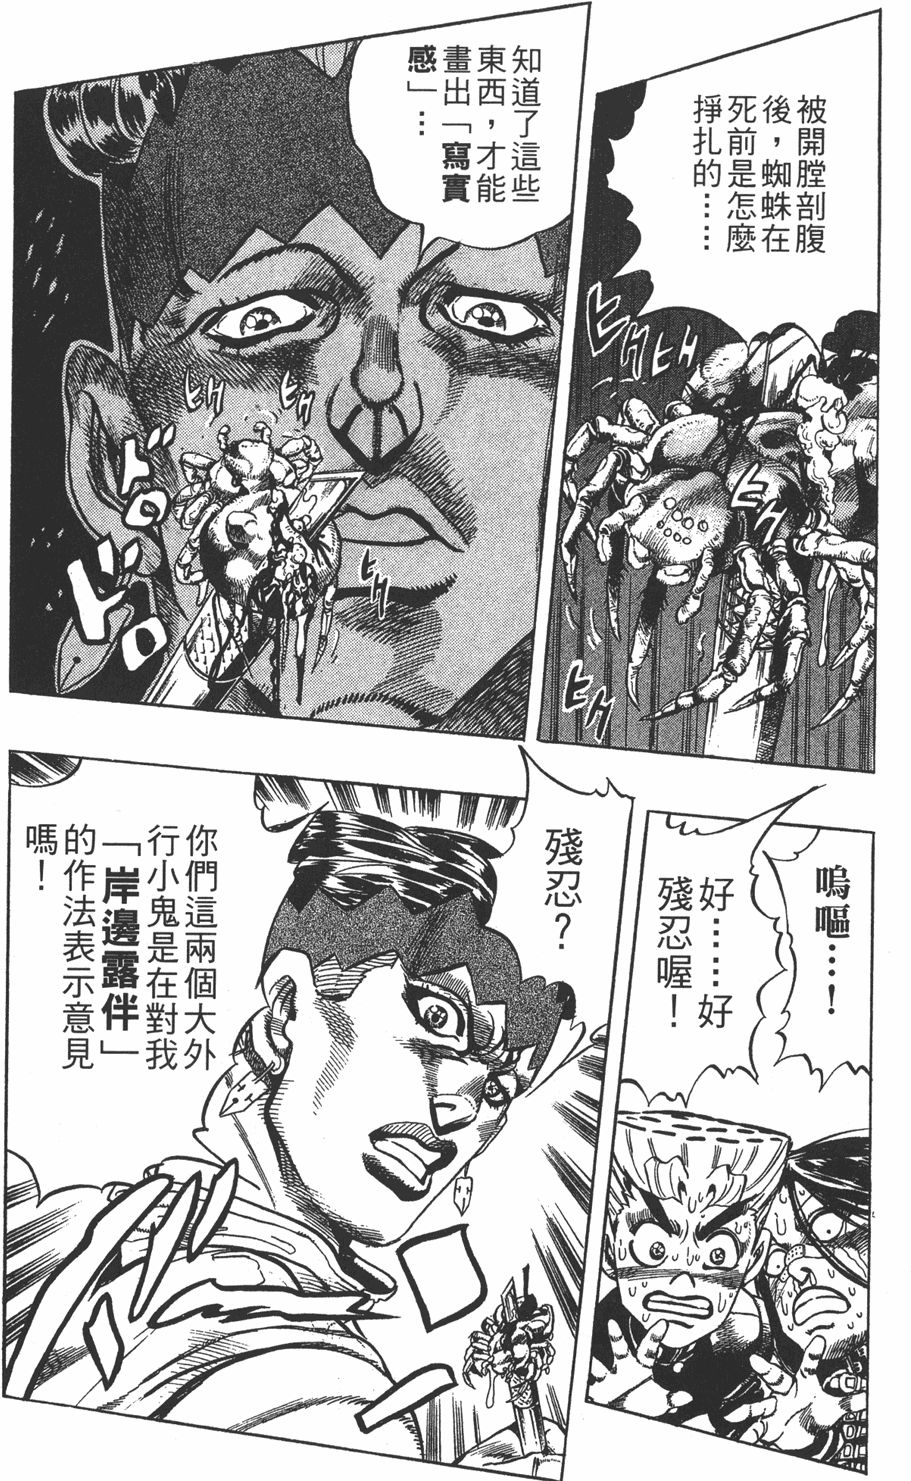 被開膛剖腹
後，蜘蛛在
死前是怎麼
掙扎的……
ヒクヒク
ヒク
ヒク
知道了這些
東西，才能
畫出「寫實
感」…
ヒク
ヒク
ヒク
ドロ
ドロ
嗚嘔…！
好……好
殘忍喔！
殘忍？
你們這兩個大外
行小鬼是在對我
「岸邊露伴」
的作法表示意見
嗎！